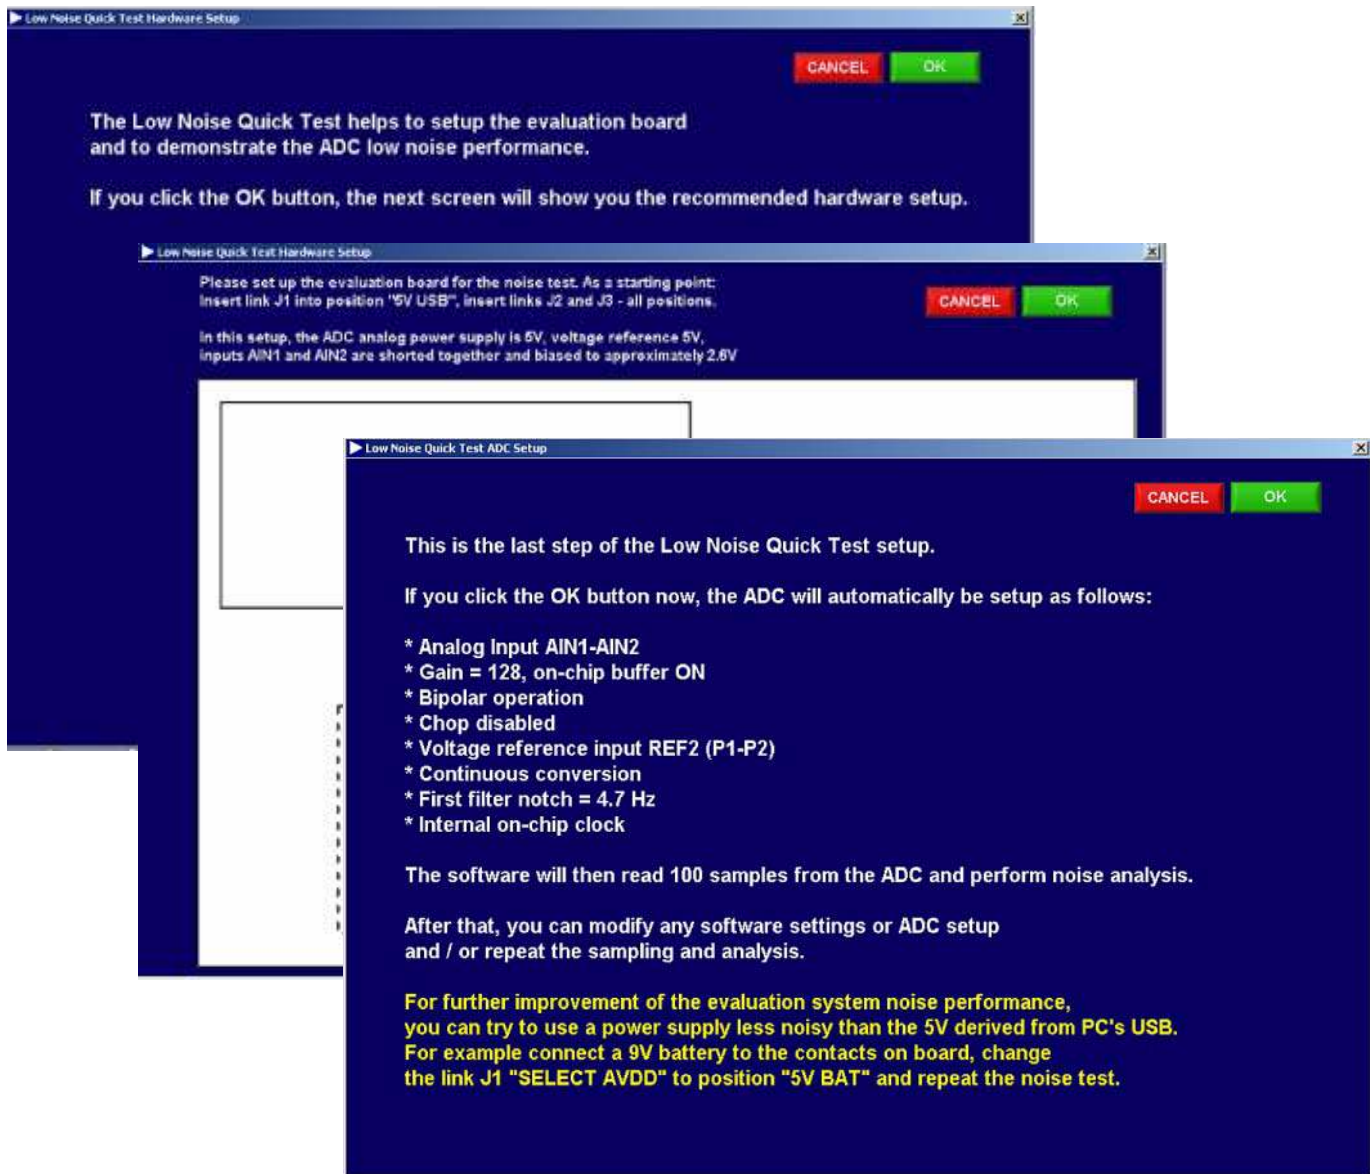 Low Noise Quick Test Hardware Setup
CANCEL OK
The Low Noise Quick Test helps to setup the evaluation board
and to demonstrate the ADC low noise performance.
If you click the OK button, the next screen will show you the recommended hardware setup.
Low Noise Quick Test Hardware Setup
Please set up the evaluation board for the noise test. As a starting point:
Insert link J1 into position "5V USB", insert links J2 and J3 - all positions.
CANCEL OK
In this setup, the ADC analog power supply is 5V, voltage reference 5V,
inputs AIN1 and AIN2 are shorted together and biased to approximately 2.6V
Low Noise Quick Test ADC Setup
CANCEL OK
This is the last step of the Low Noise Quick Test setup.
If you click the OK button now, the ADC will automatically be setup as follows:
* Analog Input AIN1-AIN2
* Gain = 128, on-chip buffer ON
* Bipolar operation
* Chop disabled
* Voltage reference input REF2 (P1-P2)
* Continuous conversion
* First filter notch = 4.7 Hz
* Internal on-chip clock
The software will then read 100 samples from the ADC and perform noise analysis.
After that, you can modify any software settings or ADC setup
and / or repeat the sampling and analysis.
For further improvement of the evaluation system noise performance,
you can try to use a power supply less noisy than the 5V derived from PC's USB.
For example connect a 9V battery to the contacts on board, change
the link J1 "SELECT AVDD" to position "5V BAT" and repeat the noise test.